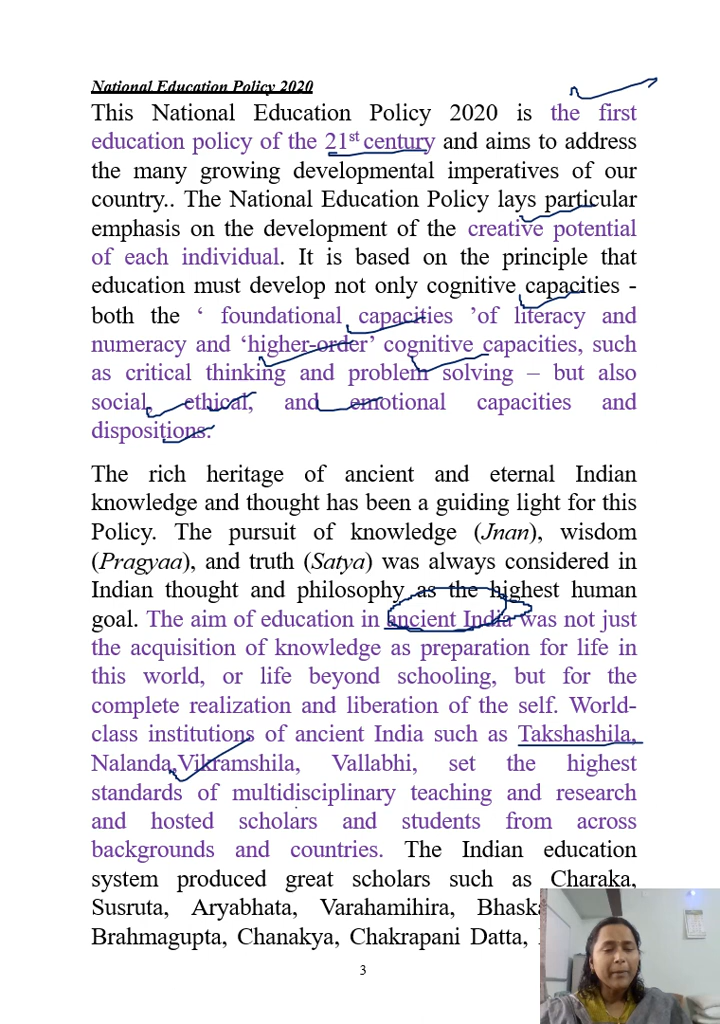 National Education Policy 2020
This National Education Policy 2020 is the first
education policy of the 21st century and aims to address
the many growing developmental imperatives of our
country.. The National Education Policy lays particular
emphasis on the development of the creative potential
of each individual. It is based on the principle that
education must develop not only cognitive capacities -
both the ‘ foundational capacities ’of literacy and
numeracy and ‘higher-order’ cognitive capacities, such
as critical thinking and problem solving – but also
social, ethical, and emotional capacities and
dispositions.
The rich heritage of ancient and eternal Indian
knowledge and thought has been a guiding light for this
Policy. The pursuit of knowledge (Jnan), wisdom
(Pragyaa), and truth (Satya) was always considered in
Indian thought and philosophy as the highest human
goal. The aim of education in ancient India was not just
the acquisition of knowledge as preparation for life in
this world, or life beyond schooling, but for the
complete realization and liberation of the self. World-
class institutions of ancient India such as Takshashila,
Nalanda,Vikramshila, Vallabhi, set the highest
standards of multidisciplinary teaching and research
and hosted scholars and students from across
backgrounds and countries. The Indian education
system produced great scholars such as Charaka,
Susruta, Aryabhata, Varahamihira,
Brahmagupta, Chanakya, Chakrapani Datta,
3